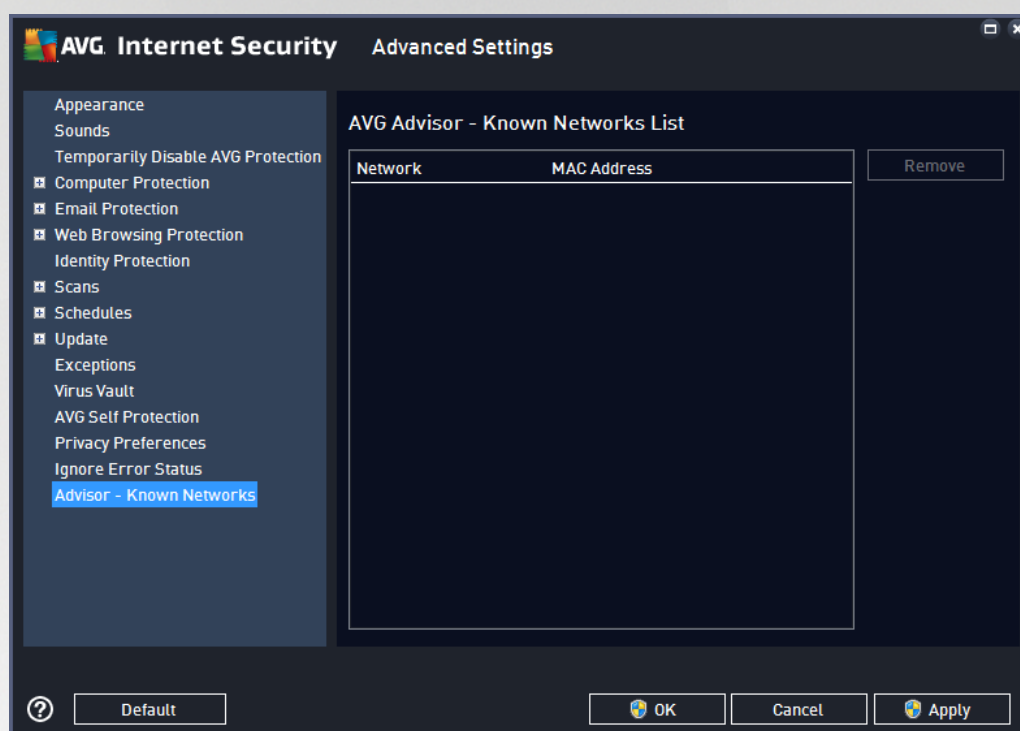 AVG. Internet Security Advanced Settings
Appearance
Sounds
Temporarily Disable AVG Protection
Computer Protection
Email Protection
Web Browsing Protection
Identity Protection
Scans
Schedules
Update
Exceptions
Virus Vault
AVG Self Protection
Privacy Preferences
Ignore Error Status
Advisor - Known Networks
AVG Advisor - Known Networks List
Network MAC Address
Remove
? Default OK Cancel Apply